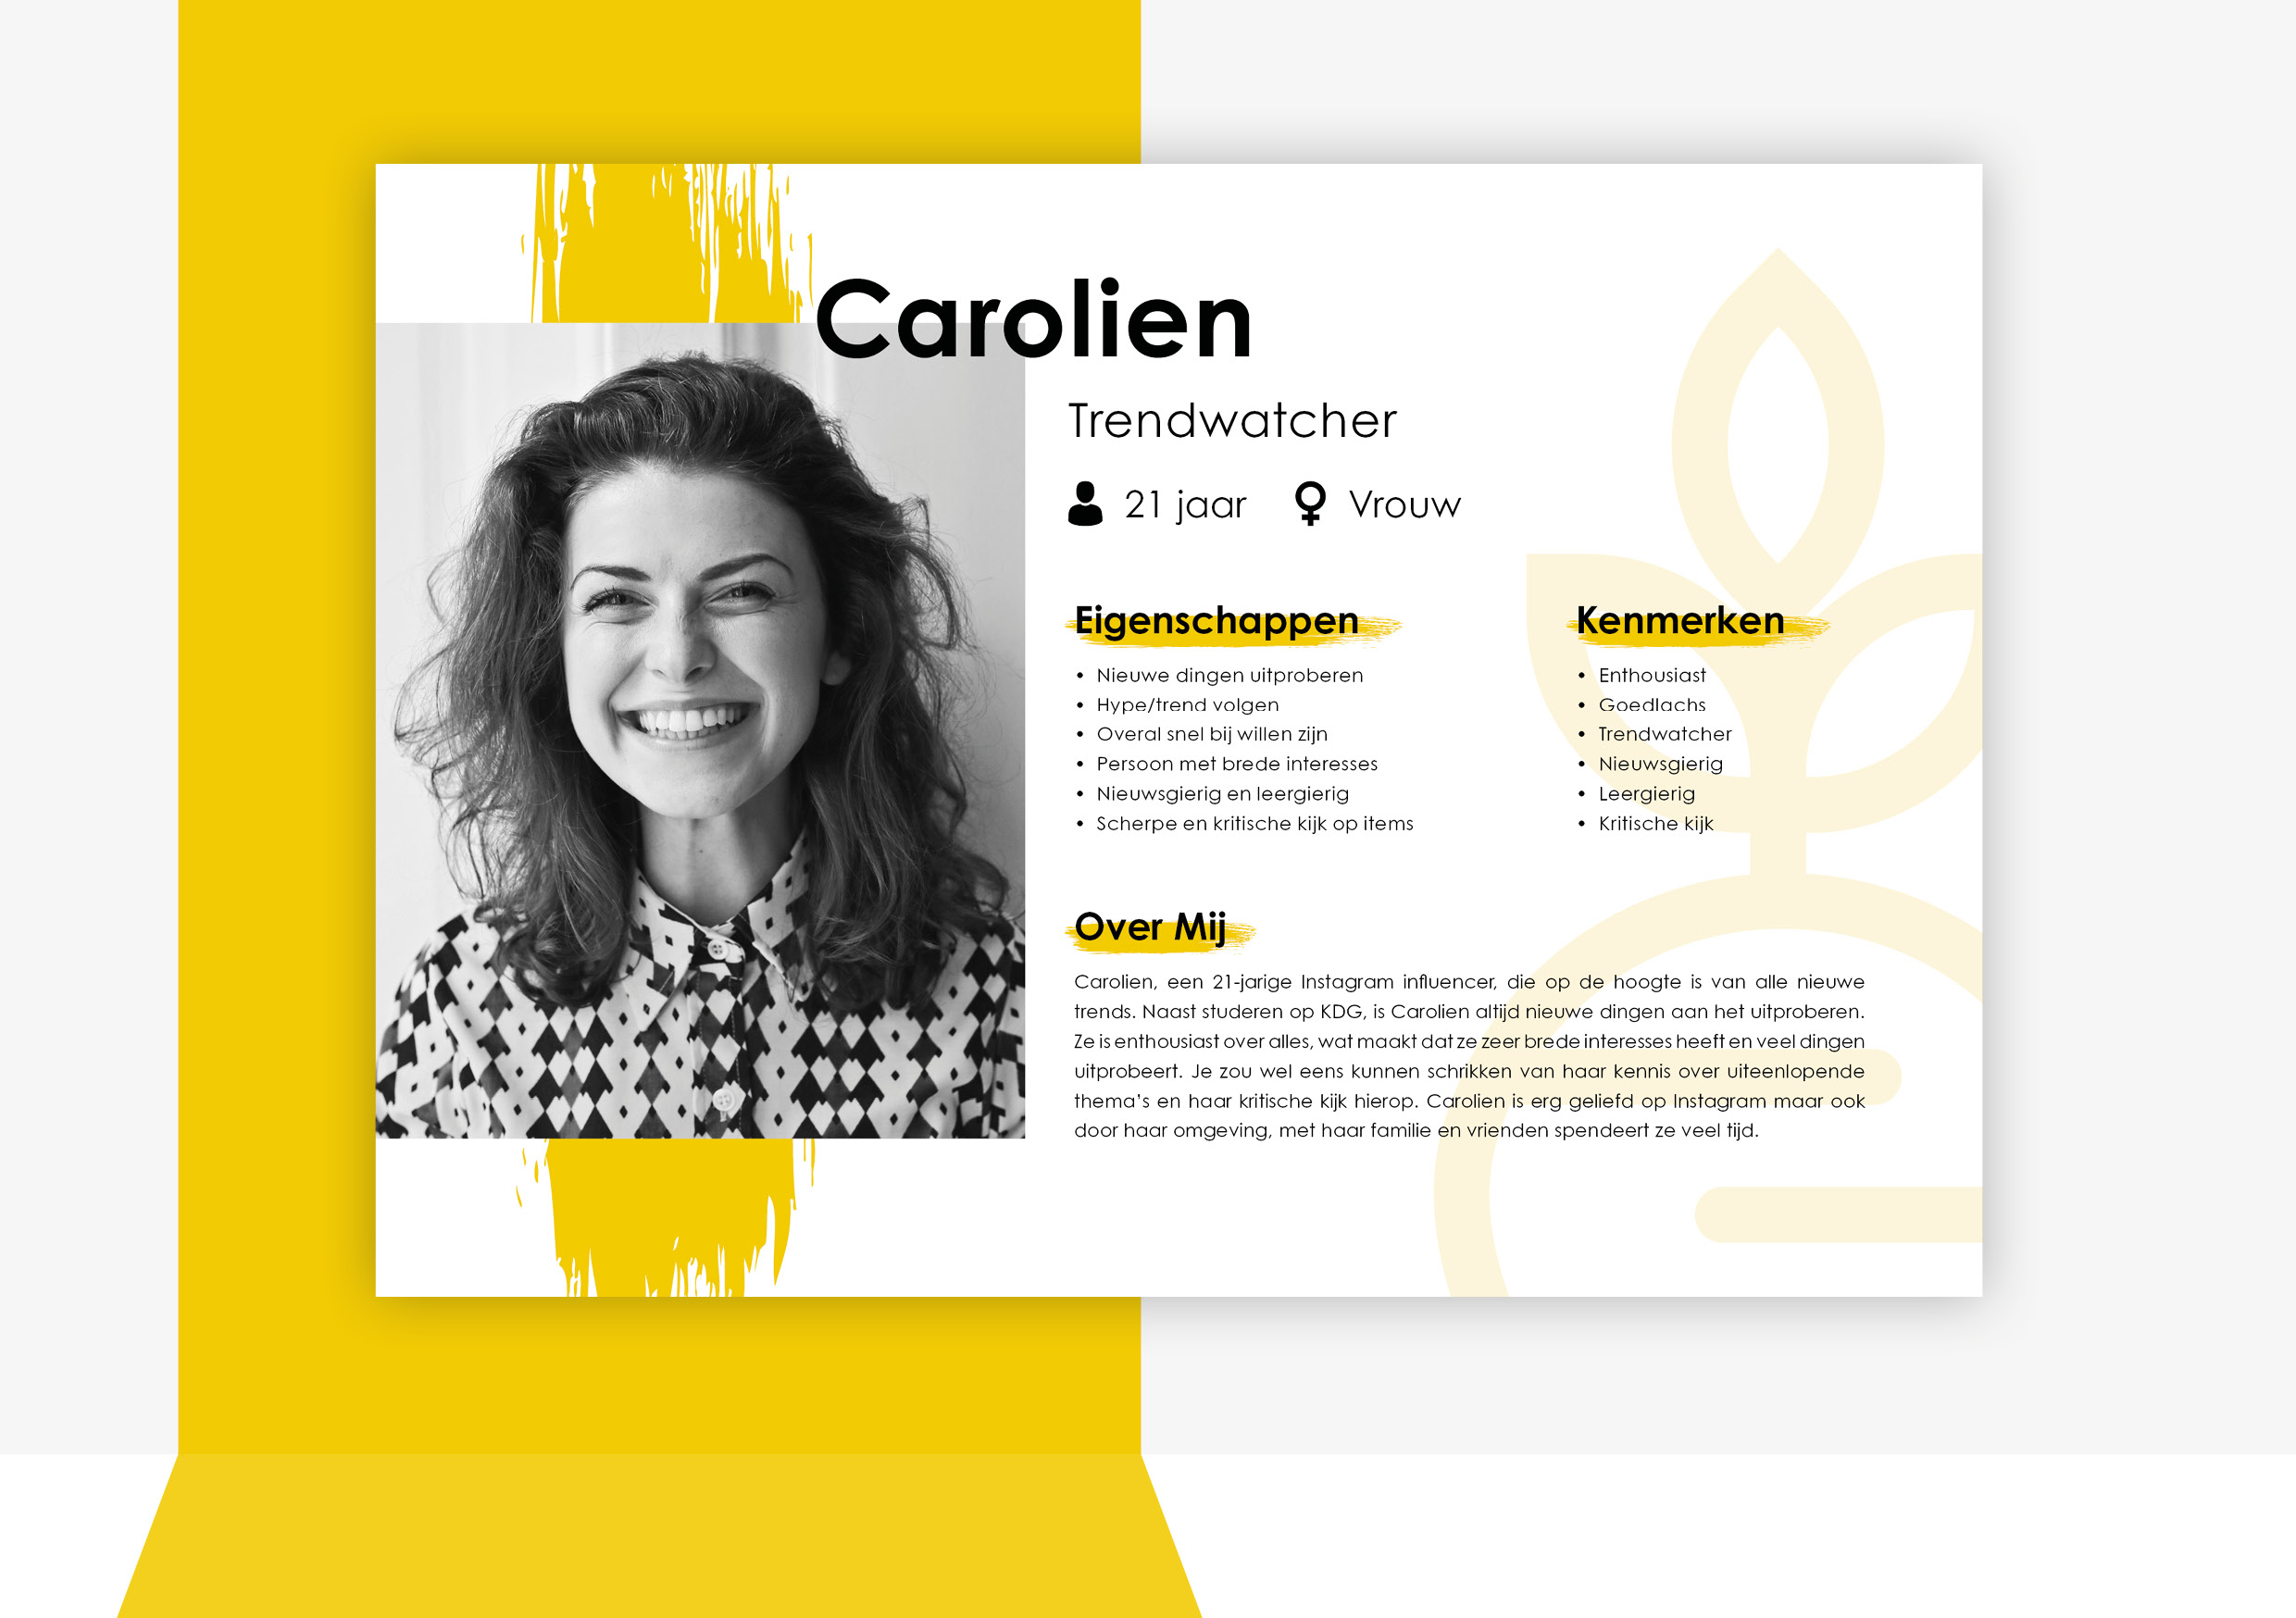 Carolien
Trendwatcher
21 jaar
Vrouw
Eigenschappen
• Nieuwe dingen uitproberen
• Hype/trend volgen
• Overal snel bij willen zijn
• Persoon met brede interesses
• Nieuwsgierig en leergierig
• Scherpe en kritische kijk op items
Kenmerken
• Enthousiast
• Goedlachs
• Trendwatcher
• Nieuwsgierig
• Leergierig
• Kritische kijk
Over Mij
Carolien, een 21-jarige Instagram influencer, die op de hoogte is van alle nieuwe
trends. Naast studeren op KDG, is Carolien altijd nieuwe dingen aan het uitproberen.
Ze is enthousiast over alles, wat maakt dat ze zeer brede interesses heeft en veel dingen
uitprobeert. Je zou wel eens kunnen schrikken van haar kennis over uiteenlopende
thema’s en haar kritische kijk hierop. Carolien is erg geliefd op Instagram maar ook
door haar omgeving, met haar familie en vrienden spendeert ze veel tijd.